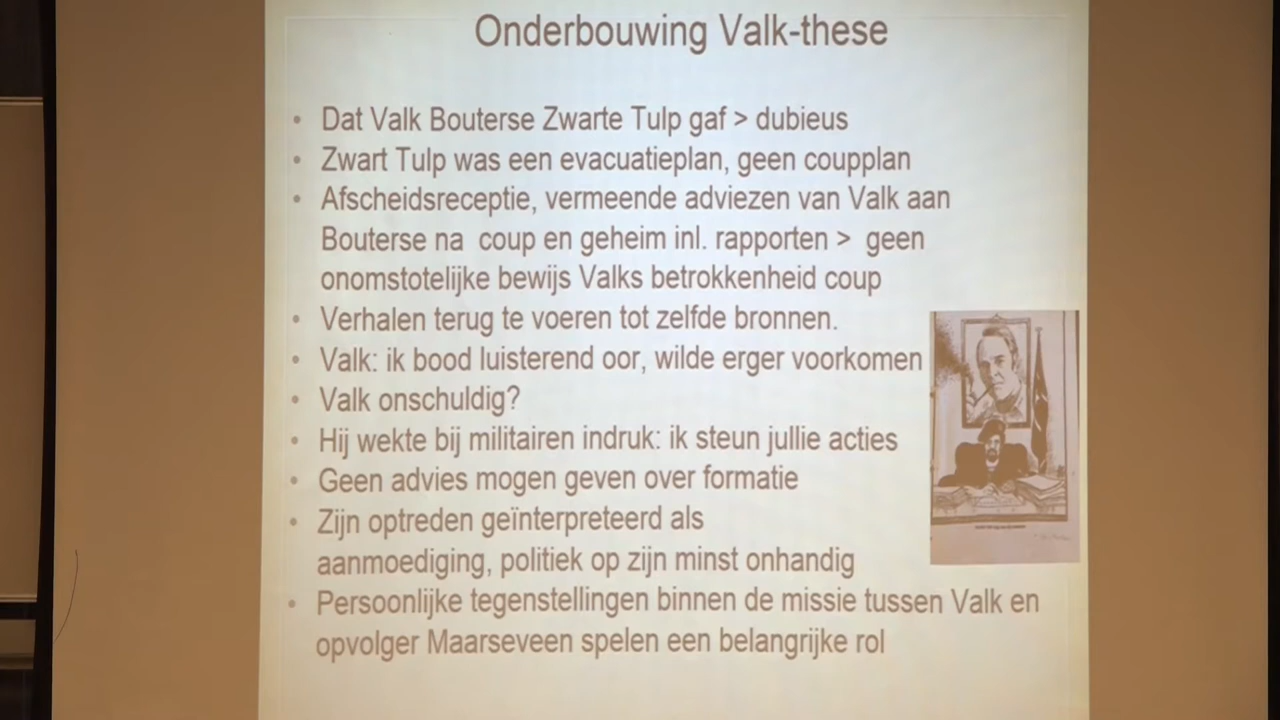 Onderbouwing Valk-these
• Dat Valk Bouterse Zwarte Tulp gaf > dubieus
• Zwart Tulp was een evacuatieplan, geen coupplan
• Afscheidsreceptie, vermeende adviezen van Valk aan
Bouterse na coup en geheim inl. rapporten > geen
onomstotelijke bewijs Valks betrokkenheid coup
• Verhalen terug te voeren tot zelfde bronnen.
• Valk: ik bood luisterend oor, wilde erger voorkomen
• Valk onschuldig?
• Hij wekte bij militairen indruk: ik steun jullie acties
• Geen advies mogen geven over formatie
• Zijn optreden geïnterpreteerd als
aanmoediging, politiek op zijn minst onhandig
• Persoonlijke tegenstellingen binnen de missie tussen Valk en
opvolger Maarseveen spelen een belangrijke rol